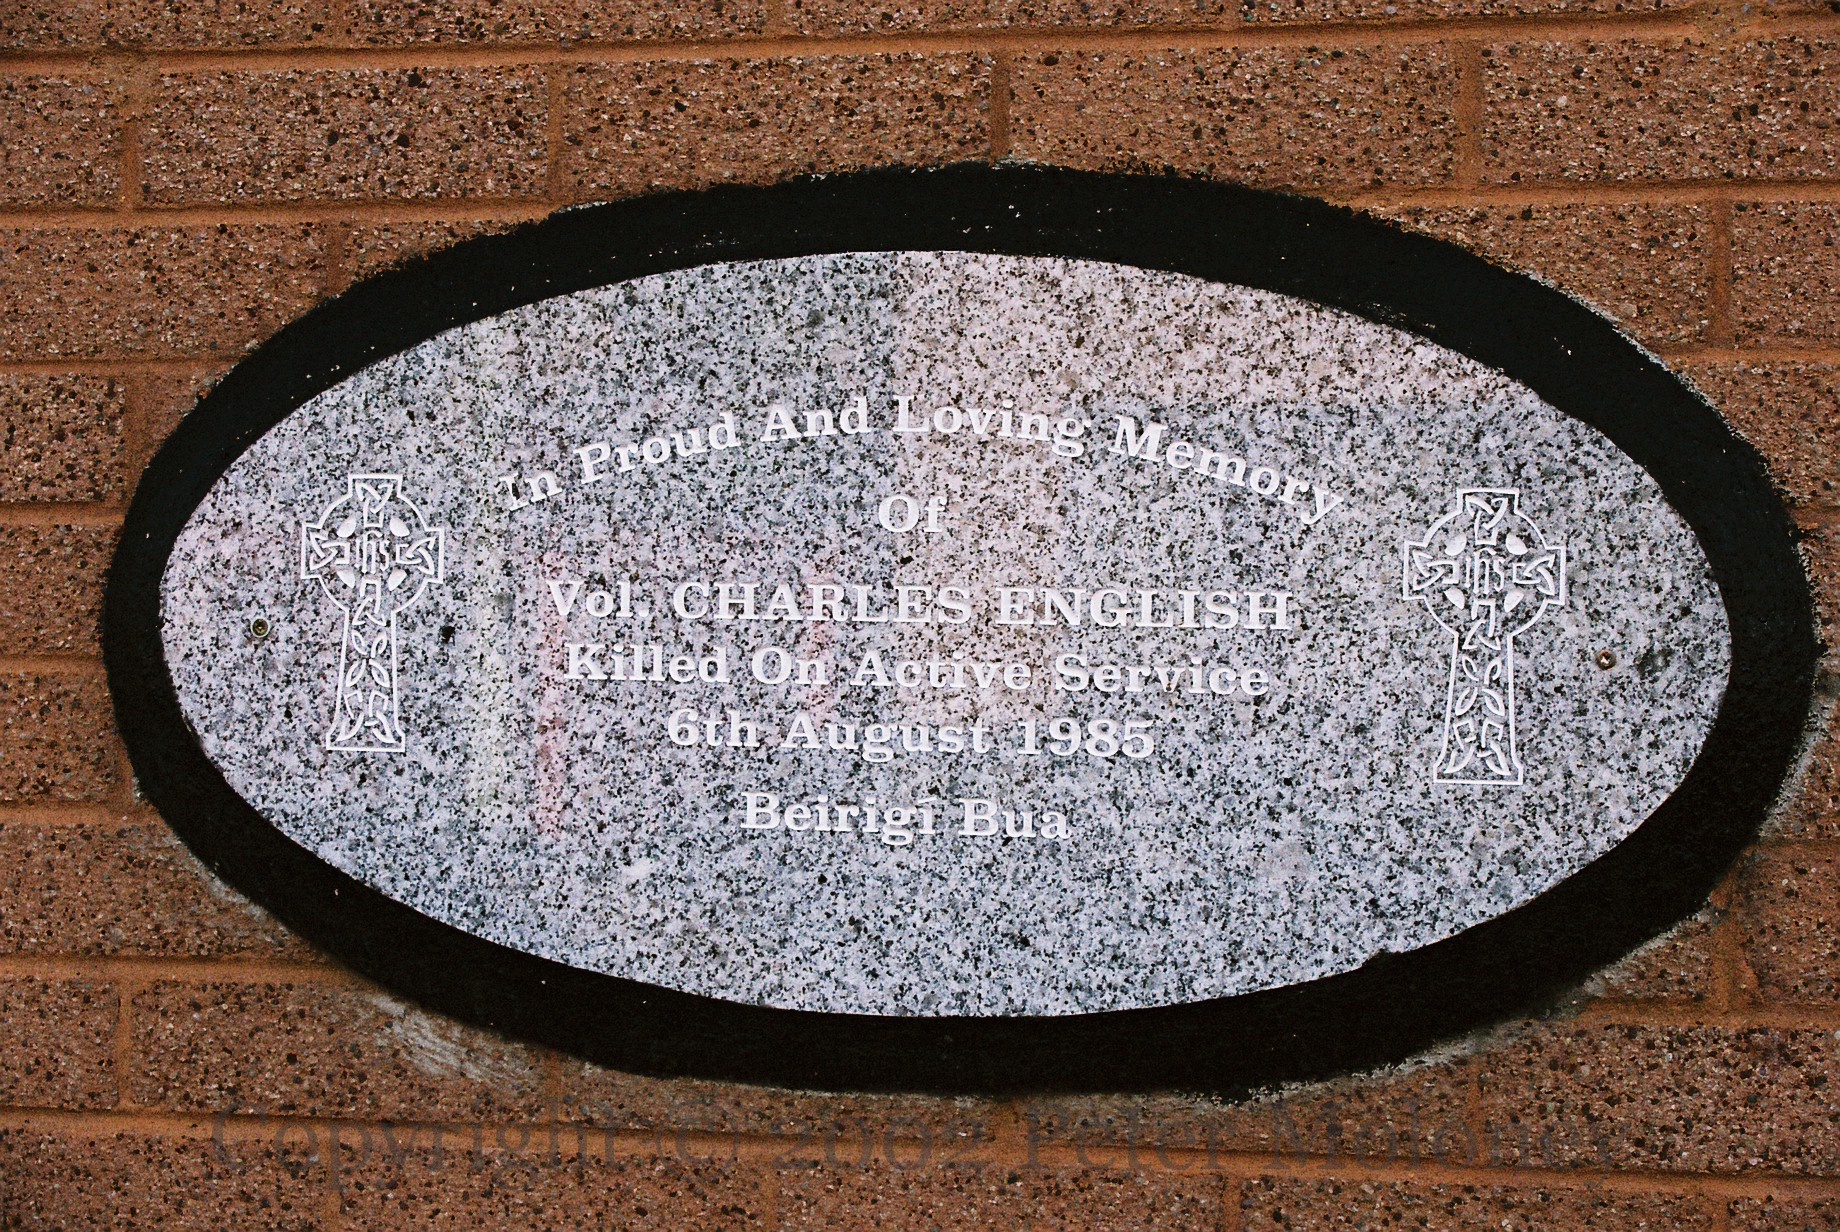 In Proud And Loving Memory
Of
Vol. CHARLES ENGLISH
Killed On Active Service
6th August 1985
Beirigí Bua
Copyright © 2002 Peter Moloney